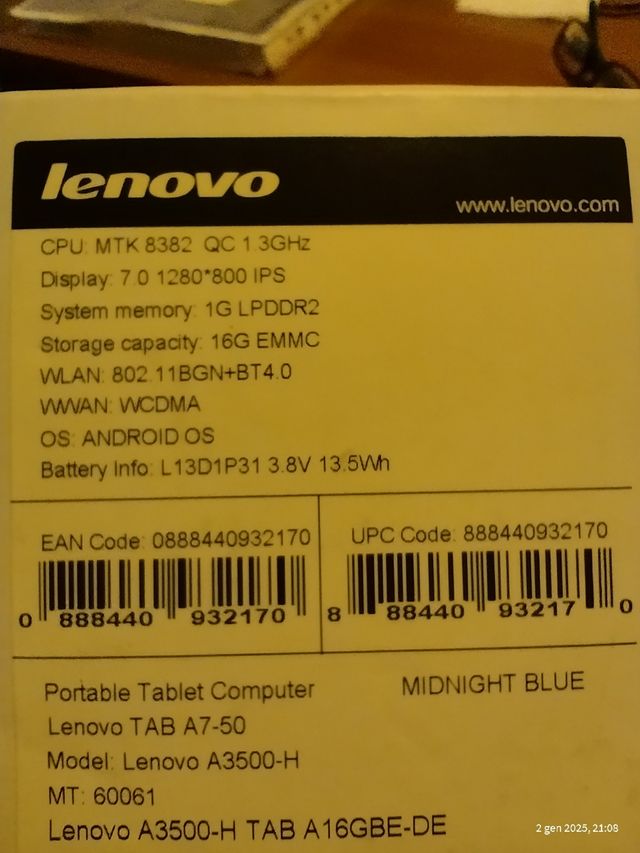 lenovo
www.lenovo.com
CPU: MTK 8382 QC 1.3GHz
Display: 7.0 1280*800 IPS
System memory: 1G LPDDR2
Storage capacity: 16G EMMC
WLAN: 802.11BGN+BT4.0
WWAN: WCDMA
OS: ANDROID OS
Battery Info: L13D1P31 3.8V 13.5Wh
EAN Code: 0888440932170
0 888440 932170
UPC Code: 888440932170
8 88440 93217 0
Portable Tablet Computer
MIDNIGHT BLUE
Lenovo TAB A7-50
Model: Lenovo A3500-H
MT: 60061
Lenovo A3500-H TAB A16GBE-DE
2 gen 2025, 21:08